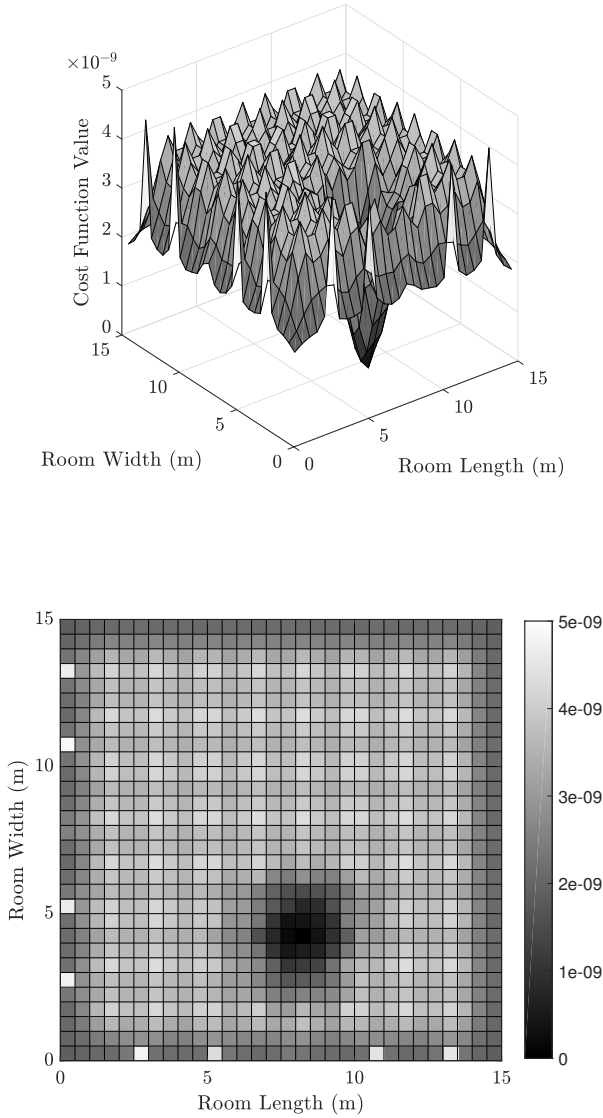 ×10⁻⁹
5
4
3
2
1
0
Cost Function Value
15
10
5
0
Room Width (m)
0
5
10
15
Room Length (m)
15
10
5
0
Room Width (m)
0
5
10
15
Room Length (m)
5e-09
4e-09
3e-09
2e-09
1e-09
0